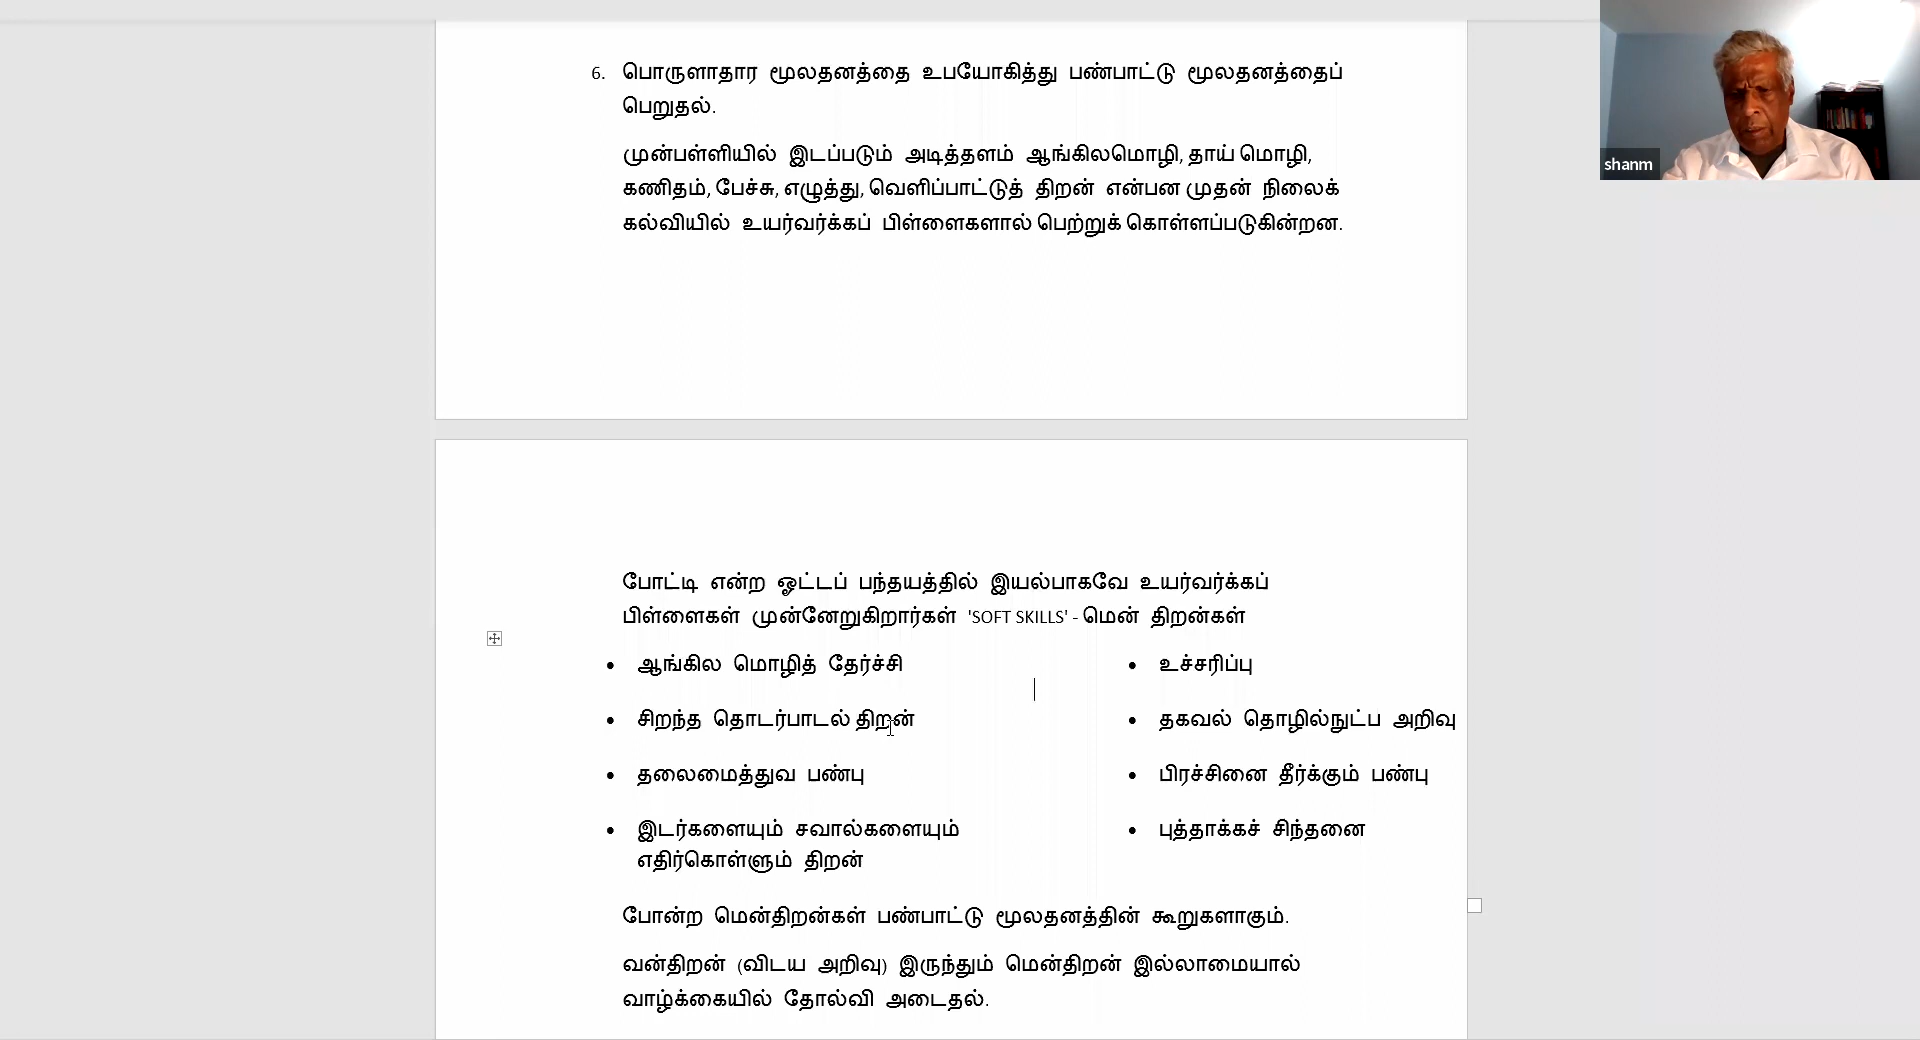 6. பொருளாதார மூலதனத்தை உபயோகித்து பண்பாட்டு மூலதனத்தைப்
பெறுதல்.
முன்பள்ளியில் இடப்படும் அடித்தளம் ஆங்கிலமொழி, தாய் மொழி,
கணிதம், பேச்சு, எழுத்து, வெளிப்பாட்டுத் திறன் என்பன முதன் நிலைக்
கல்வியில் உயர்வர்க்கப் பிள்ளைகளால் பெற்றுக் கொள்ளப்படுகின்றன.
shanm
போட்டி என்ற ஓட்டப் பந்தயத்தில் இயல்பாகவே உயர்வர்க்கப்
பிள்ளைகள் முன்னேறுகிறார்கள் 'SOFT SKILLS' - மென் திறன்கள்
• ஆங்கில மொழித் தேர்ச்சி
• உச்சரிப்பு
• சிறந்த தொடர்பாடல் திறன்
• தகவல் தொழில்நுட்ப அறிவு
• தலைமைத்துவ பண்பு
• பிரச்சினை தீர்க்கும் பண்பு
• இடர்களையும் சவால்களையும்
எதிர்கொள்ளும் திறன்
• புத்தாக்கச் சிந்தனை
போன்ற மென்திறன்கள் பண்பாட்டு மூலதனத்தின் கூறுகளாகும்.
வன்திறன் (விடய அறிவு) இருந்தும் மென்திறன் இல்லாமையால்
வாழ்க்கையில் தோல்வி அடைதல்.